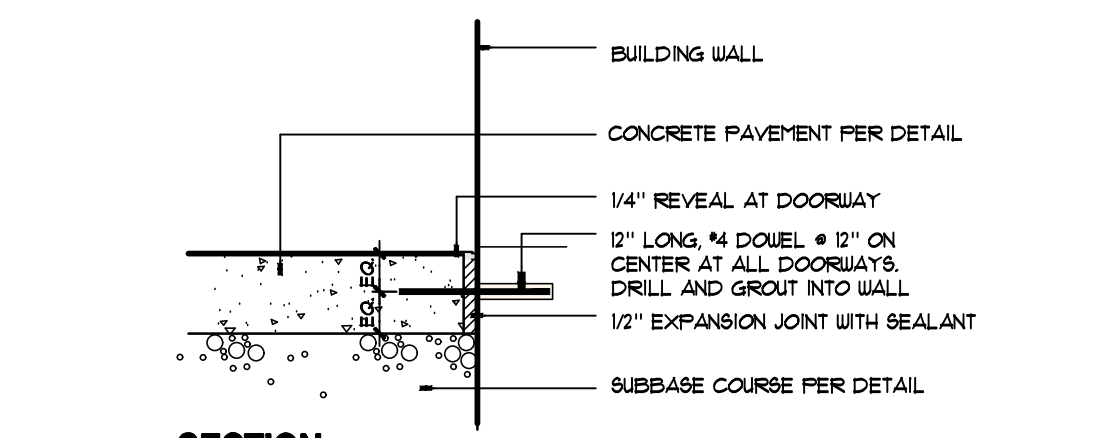 BUILDING WALL
CONCRETE PAVEMENT PER DETAIL
1/4" REVEAL AT DOORWAY
12" LONG, #4 DOWEL @ 12" ON
CENTER AT ALL DOORWAYS.
DRILL AND GROUT INTO WALL
1/2" EXPANSION JOINT WITH SEALANT
SUBBASE COURSE PER DETAIL
EQ.
EQ.
SECTION